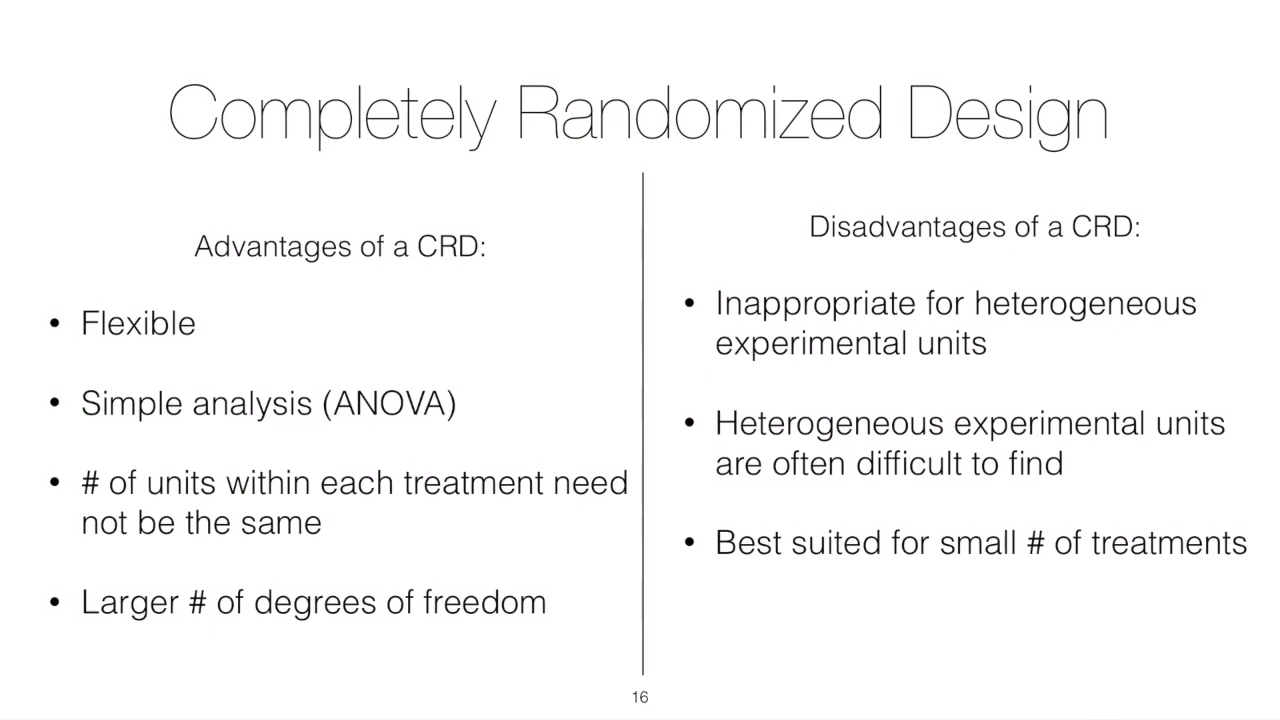 Completely Randomized Design
Advantages of a CRD:
• Flexible
• Simple analysis (ANOVA)
• # of units within each treatment need
not be the same
• Larger # of degrees of freedom
Disadvantages of a CRD:
• Inappropriate for heterogeneous
experimental units
• Heterogeneous experimental units
are often difficult to find
• Best suited for small # of treatments
16